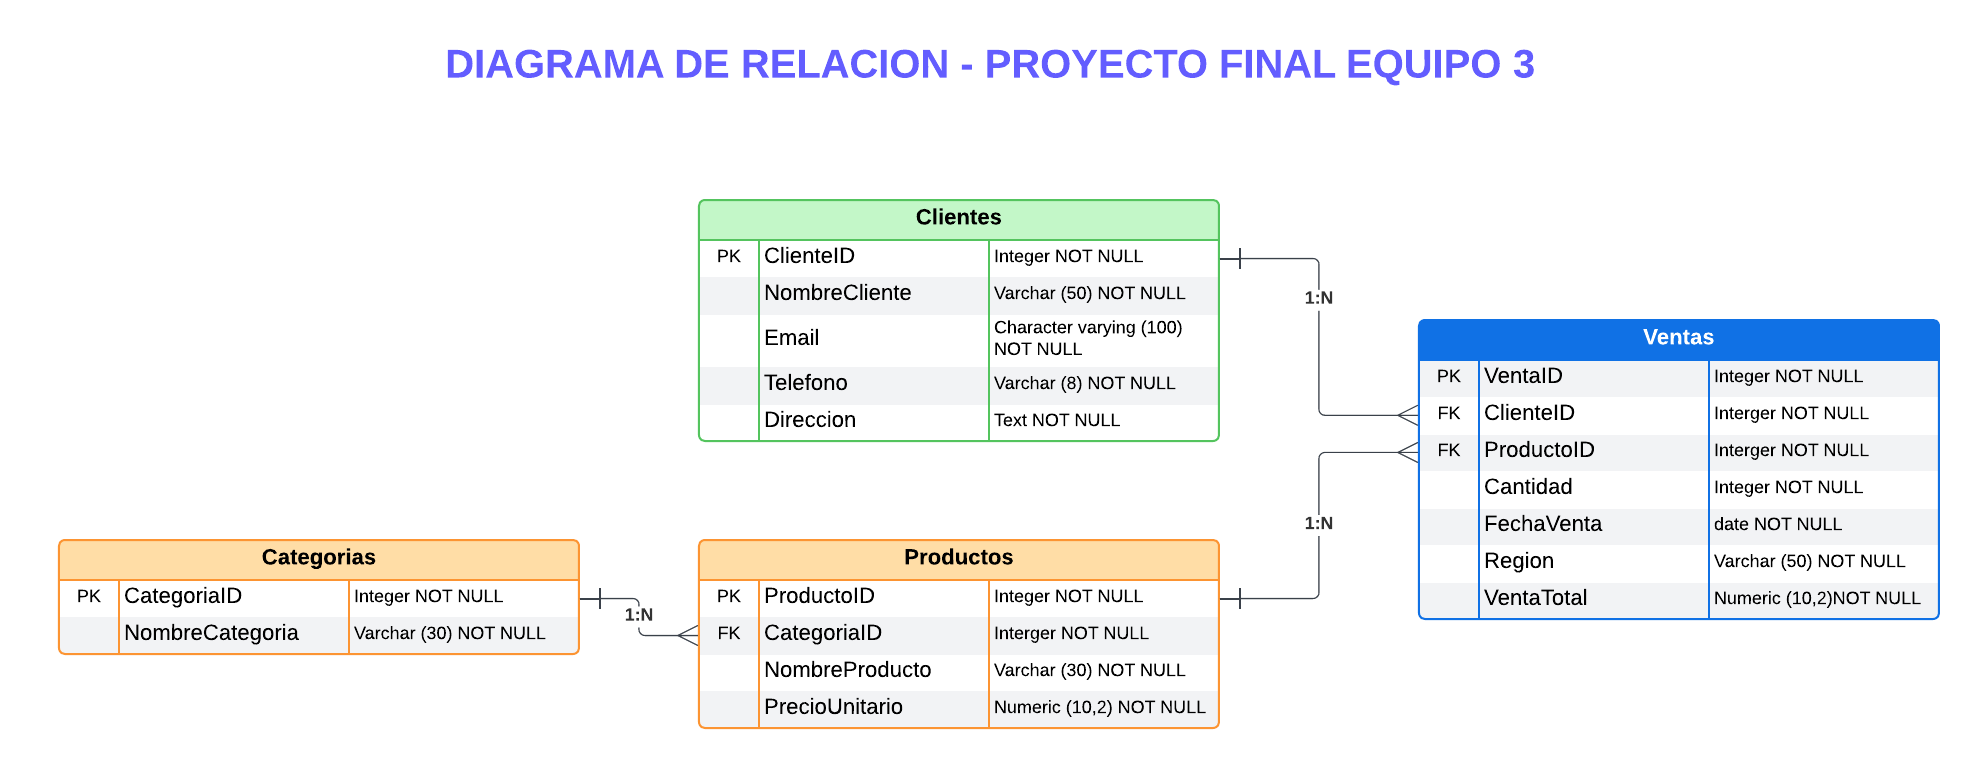 DIAGRAMA DE RELACION - PROYECTO FINAL EQUIPO 3
Clientes
PK ClienteID Integer NOT NULL
NombreCliente Varchar (50) NOT NULL
Email Character varying (100)
NOT NULL
Telefono Varchar (8) NOT NULL
Direccion Text NOT NULL
1:N
Ventas
PK VentaID Integer NOT NULL
FK ClienteID Interger NOT NULL
FK ProductoID Interger NOT NULL
Cantidad Integer NOT NULL
FechaVenta date NOT NULL
Region Varchar (50) NOT NULL
VentaTotal Numeric (10,2)NOT NULL
1:N
Categorias
PK CategoriaID Integer NOT NULL
NombreCategoria Varchar (30) NOT NULL
1:N
Productos
PK ProductoID Integer NOT NULL
FK CategoriaID Interger NOT NULL
NombreProducto Varchar (30) NOT NULL
PrecioUnitario Numeric (10,2) NOT NULL